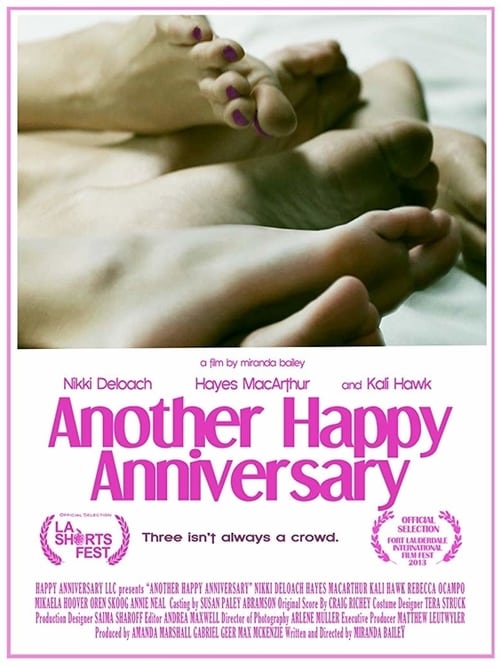 a film by miranda bailey
Nikki Deloach Hayes MacArthur and Kali Hawk
Another Happy
Anniversary
OFFICIAL SELECTION
LA
SHORTS
FEST
Three isn't always a crowd.
OFFICIAL
SELECTION
FORT LAUDERDALE
INTERNATIONAL
FILM FEST
2013
HAPPY ANNIVERSARY LLC presents "ANOTHER HAPPY ANNIVERSARY" NIKKI DELOACH HAYES MACARTHUR KALI HAWK REBECCA OCAMPO
MIKAELA HOOVER OREN SKOOG ANNIE NEAL Casting by SUSAN PALEY ABRAMSON Original Score By CRAIG RICHEY Costume Designer TERA STRUCK
Production Designer SAIMA SHAROFF Editor ANDREA MAXWELL Director of Photography ARLENE MULLER Executive Producer MATTHEW LEUTWYLER
Produced by AMANDA MARSHALL GABRIEL GEER MAX MCKENZIE Written and Directed by MIRANDA BAILEY